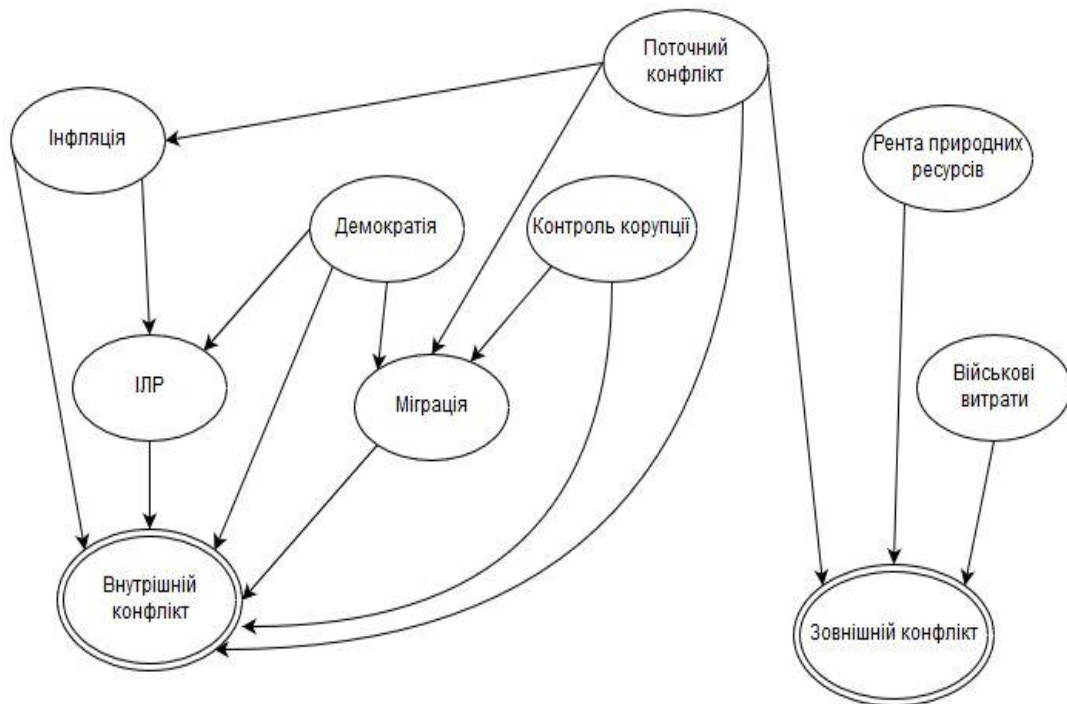 Поточний
конфлікт
Інфляція
Рента природних
ресурсів
Демократія
Контроль корупції
ІЛР
Міграція
Військові
витрати
Внутрішній
конфлікт
Зовнішній конфлікт